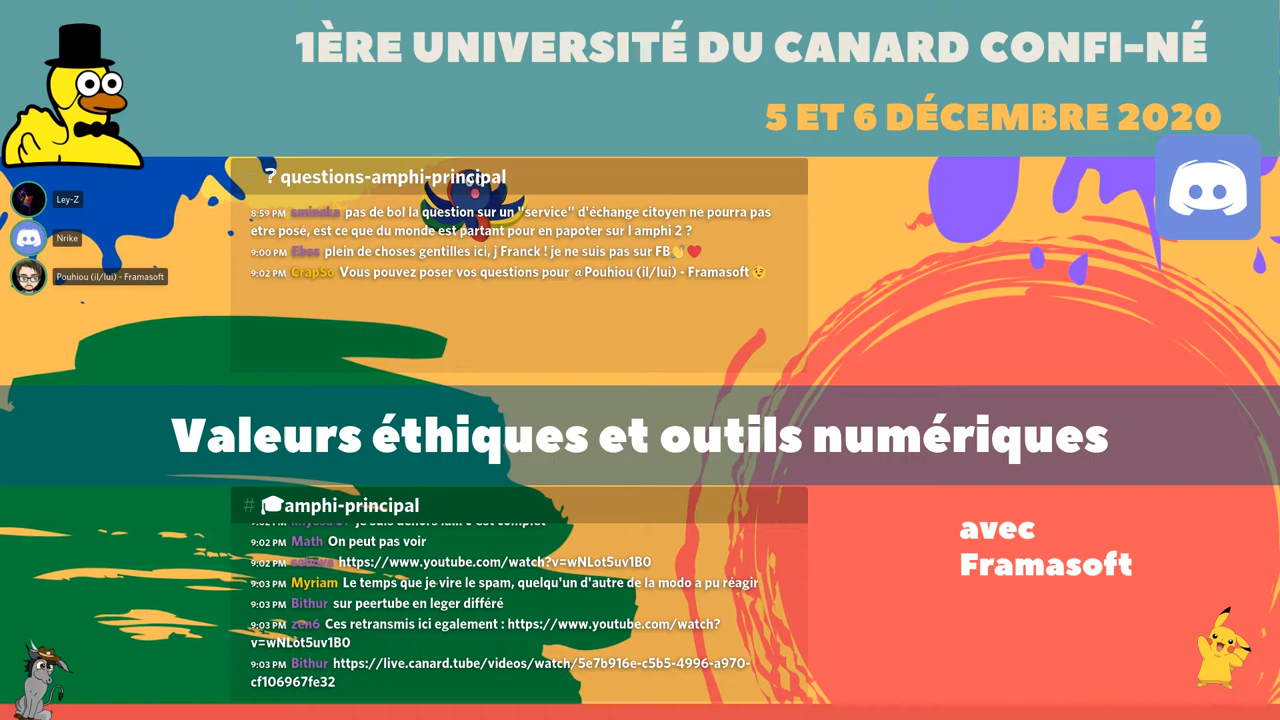 1ÈRE UNIVERSITÉ DU CANARD CONFI-NÉ
5 ET 6 DÉCEMBRE 2020
Ley-Z
Nrike
Pouhiou (il/lui) - Framasoft
? questions-amphi-principal
8:59 PM sminska pas de bol la question sur un "service" d'échange citoyen ne pourra pas
etre posé, est ce que du monde est partant pour en papoter sur l amphi 2 ?
9:00 PM Ebss plein de choses gentilles ici, j Franck ! je ne suis pas sur FB👏❤️
9:02 PM CrapSo Vous pouvez poser vos questions pour @Pouhiou (il/lui) - Framasoft 😉
Valeurs éthiques et outils numériques
# 🎓amphi-principal
9:02 PM Math On peut pas voir
9:02 PM https://www.youtube.com/watch?v=wNLot5uv1B0
9:03 PM Myriam Le temps que je vire le spam, quelqu'un d'autre de la modo a pu réagir
9:03 PM Bithur sur peertube en leger différé
9:03 PM zen6 Ces retransmis ici egalement : https://www.youtube.com/watch?
v=wNLot5uv1B0
9:03 PM Bithur https://live.canard.tube/videos/watch/5e7b916e-c5b5-4996-a970-
cf106967fe32
avec
Framasoft